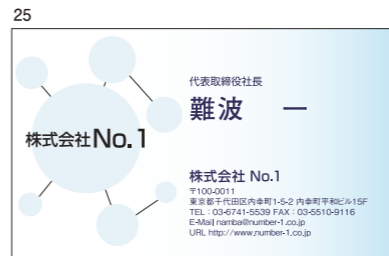 25
株式会社No.1
代表取締役社長
難波　一
株式会社 No.1
〒100-0011
東京都千代田区内幸町1-5-2 内幸町平和ビル15F
TEL：03-6741-5539 FAX：03-5510-9116
E-Mail namba@number-1.co.jp
URL http://www.number-1.co.jp